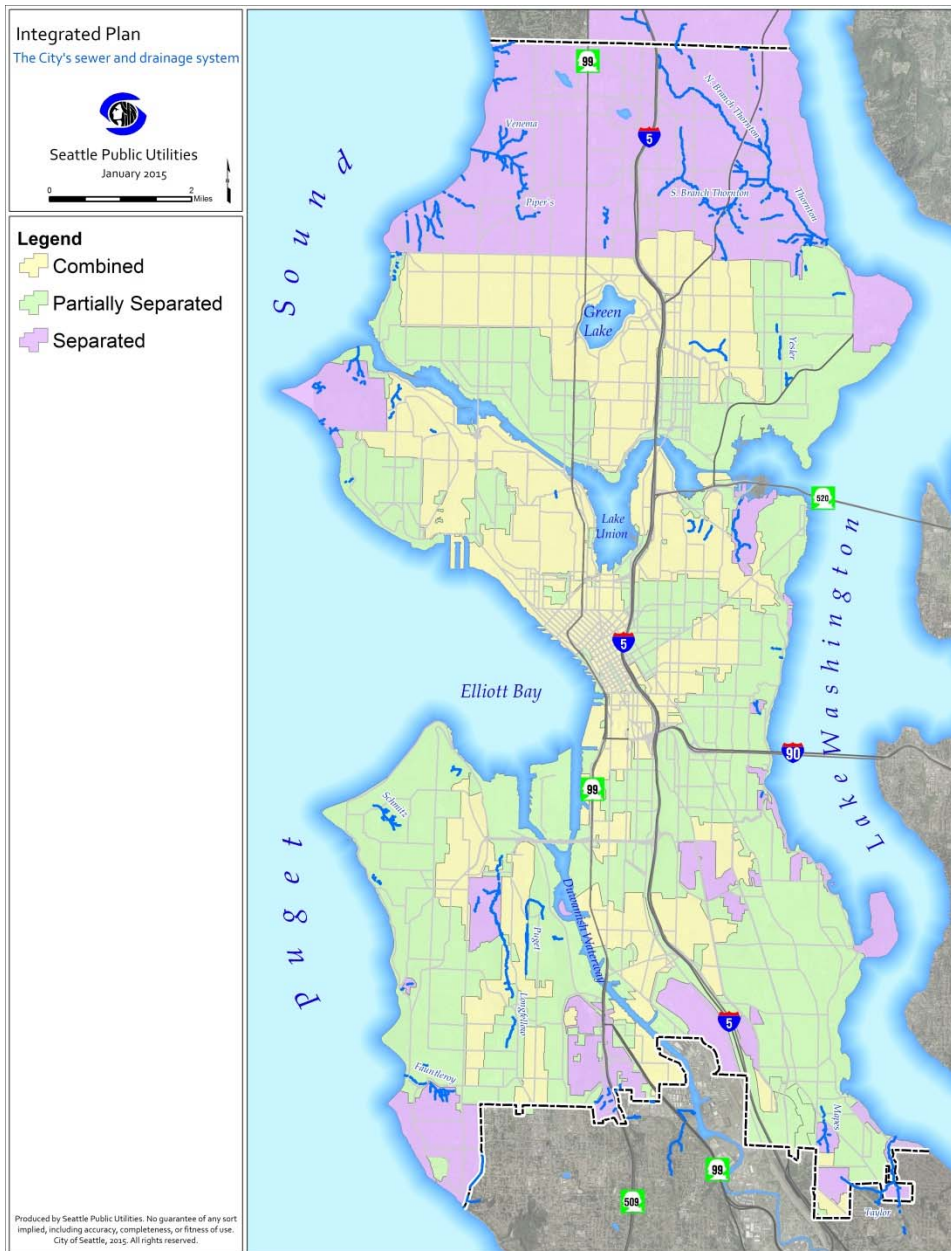 Integrated Plan
The City's sewer and drainage system
Seattle Public Utilities
January 2015
0 2
Miles
Legend
Combined
Partially Separated
Separated
Produced by Seattle Public Utilities. No guarantee of any sort
implied, including accuracy, completeness, or fitness of use.
City of Seattle, 2015. All rights reserved.
99
5
N. Branch Thornton
Venema
S. Branch Thornton
Thornton
Piper's
Sound
Green
Lake
Yesler
520
Lake
Union
5
Lake Washington
Elliott Bay
90
99
Schmitz
Puget
Duwamish Waterway
Puget
Longfellow
5
Fauntleroy
Mapes
99
509
Taylor